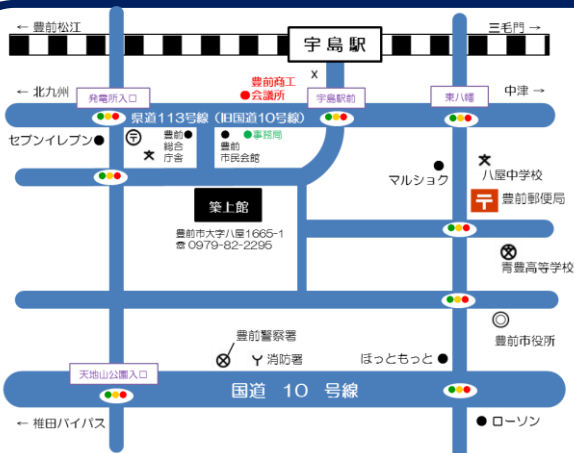 ← 豊前松江
三毛門 →
宇島駅
X
← 北九州
中津 →
発電所入口
豊前商工
●会議所
宇島駅前
東八幡
県道113号線（旧国道10号線）
セブンイレブン●
〒
文
豊前●
総合
庁舎
●
豊前
市民会館
●事務局
マルショク
文
八屋中学校
〒 豊前郵便局
築上館
豊前市大字八屋1665-1
☎ 0979-82-2295
青豊高等学校
豊前市役所
豊前警察署
消防署
ほっともっと ●
天地山公園入口
国道 10 号線
← 椎田バイパス
● ローソン